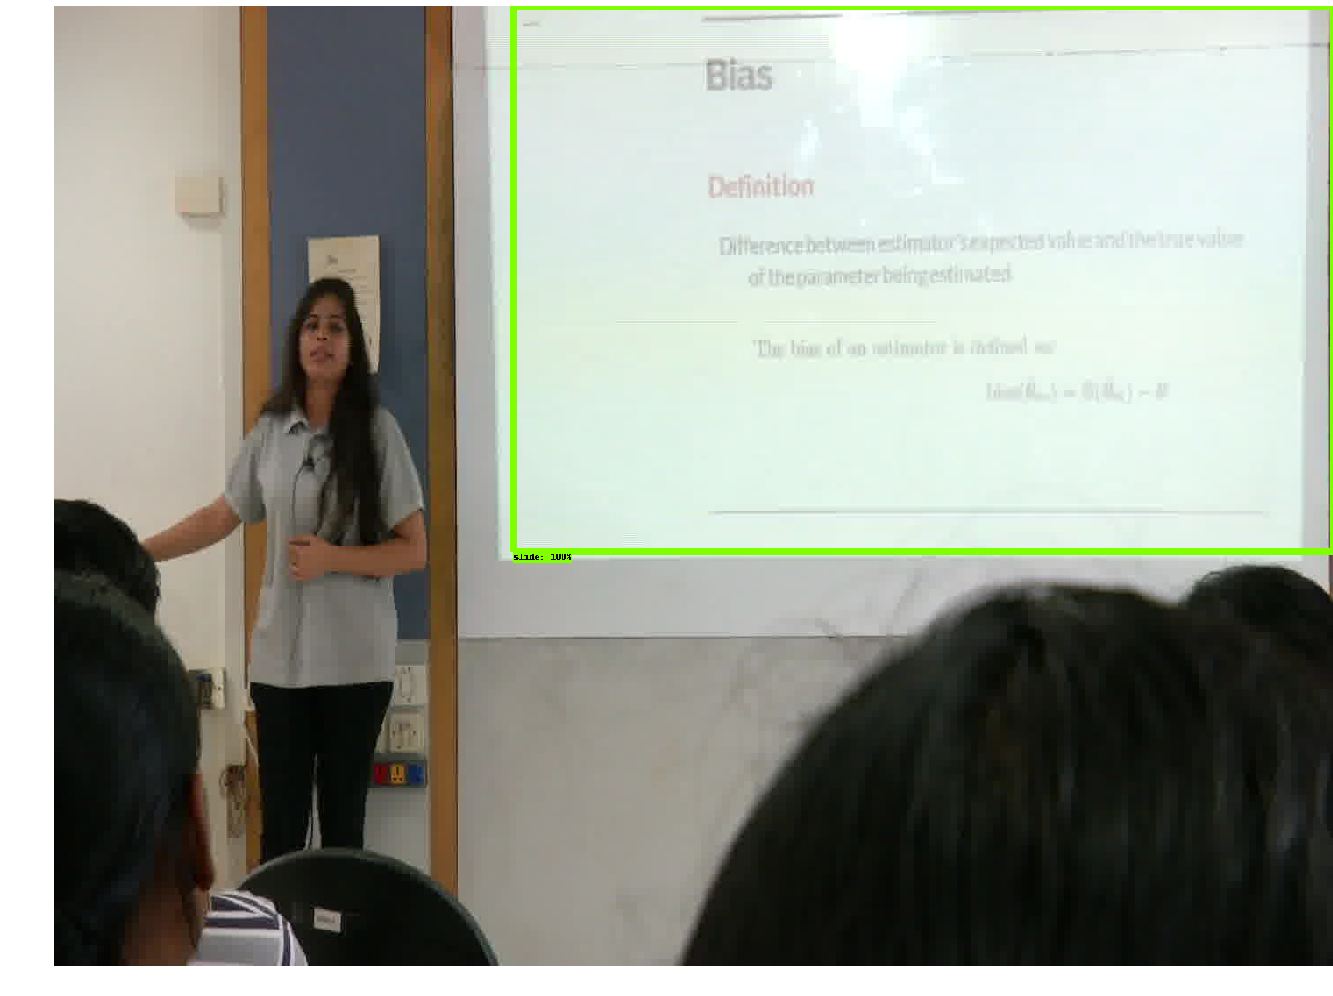 Bias
Definition
Difference between estimator's expected value and the true value
of the parameter being estimated
The bias of an estimator is defined as:
slide: 100%